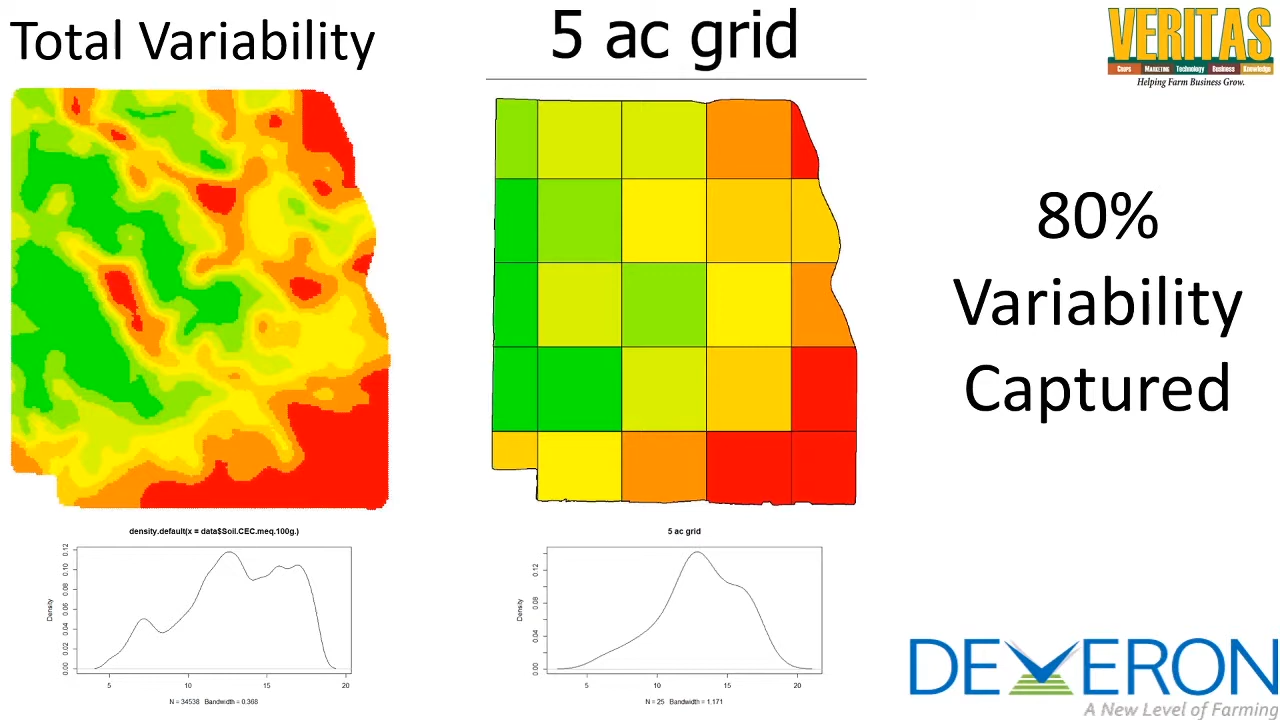 Total Variability
5 ac grid
VERITAS
Crops Marketing Technology Business Knowledge
Helping Farm Business Grow.
80%
Variability
Captured
density.default(x = data$Soil.CEC.meq.100g.)
Density
0.00 0.02 0.04 0.06 0.08 0.10 0.12
5 10 15 20
N = 34538 Bandwidth = 0.368
5 ac grid
Density
0.00 0.04 0.08 0.12
5 10 15 20
N = 25 Bandwidth = 1.171
DEVERON
A New Level of Farming